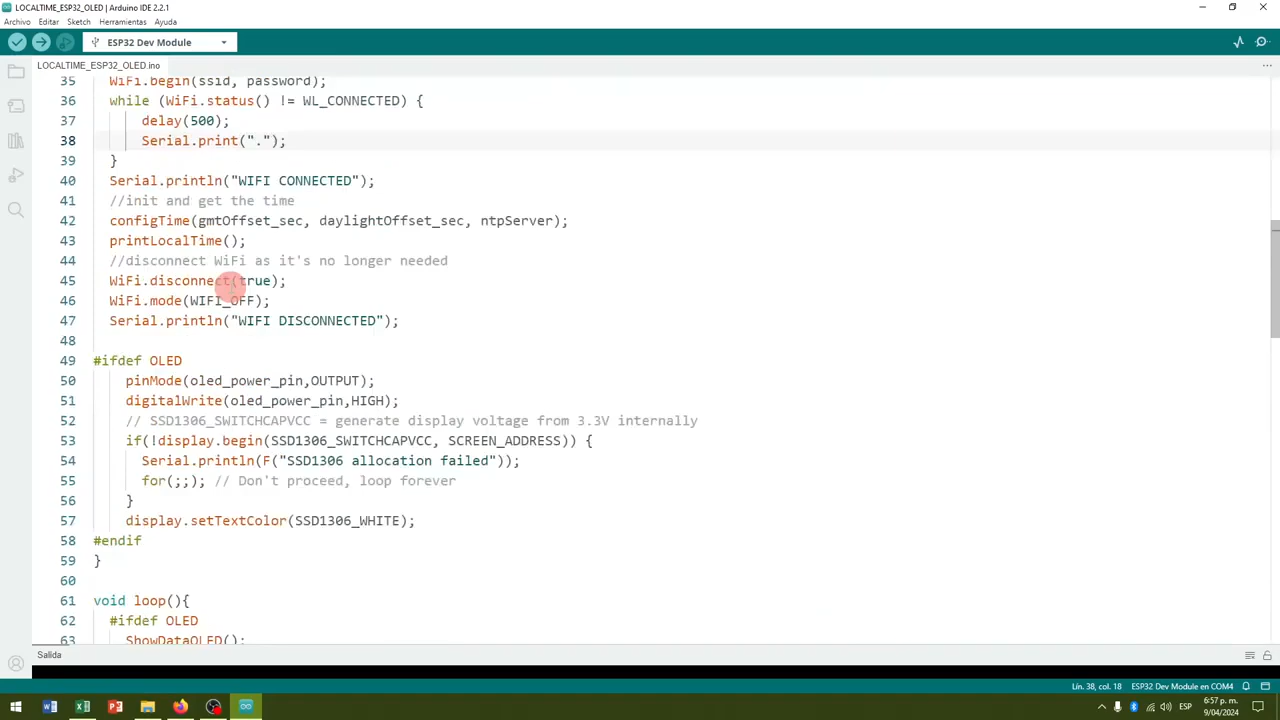 LOCALTIME_ESP32_OLED | Arduino IDE 2.2.1
Archivo Editar Sketch Herramientas Ayuda
ESP32 Dev Module
LOCALTIME_ESP32_OLED.ino
35 WiFi.begin(ssid, password);
36 while (WiFi.status() != WL_CONNECTED) {
37 delay(500);
38 Serial.print(".");
39 }
40 Serial.println("WIFI CONNECTED");
41 //init and get the time
42 configTime(gmtOffset_sec, daylightOffset_sec, ntpServer);
43 printLocalTime();
44 //disconnect WiFi as it's no longer needed
45 WiFi.disconnect(true);
46 WiFi.mode(WIFI_OFF);
47 Serial.println("WIFI DISCONNECTED");
48
49 #ifdef OLED
50 pinMode(oled_power_pin,OUTPUT);
51 digitalWrite(oled_power_pin,HIGH);
52 // SSD1306_SWITCHCAPVCC = generate display voltage from 3.3V internally
53 if(!display.begin(SSD1306_SWITCHCAPVCC, SCREEN_ADDRESS)) {
54 Serial.println(F("SSD1306 allocation failed"));
55 for(;;); // Don't proceed, loop forever
56 }
57 display.setTextColor(SSD1306_WHITE);
58 #endif
59 }
60
61 void loop(){
62 #ifdef OLED
63 ShowDataOLED();
Salida
Lín. 38, col. 18 ESP32 Dev Module en COM4
ESP 6:57 p.m.
9/04/2024